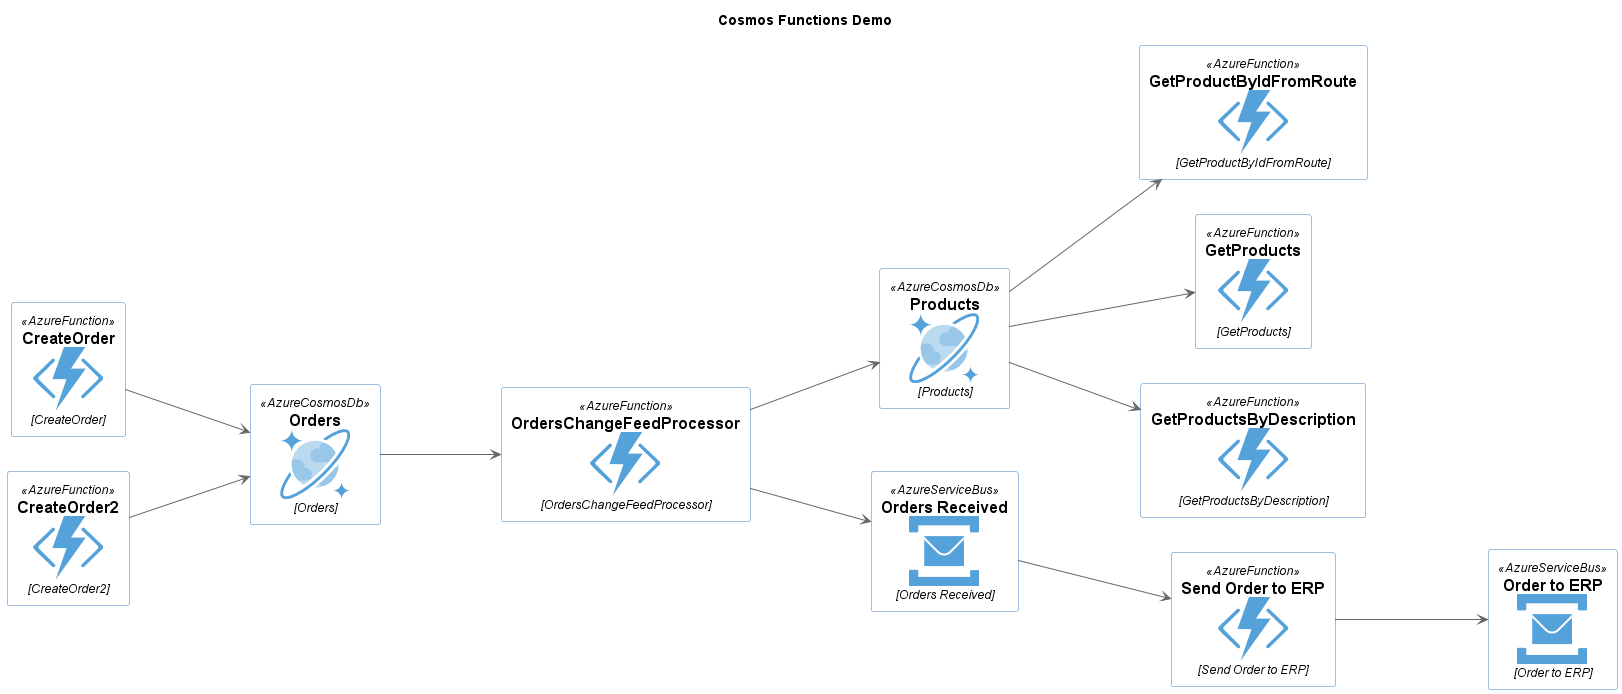 Cosmos Functions Demo
«AzureFunction»
CreateOrder
[CreateOrder]
«AzureFunction»
CreateOrder2
[CreateOrder2]
«AzureCosmosDb»
Orders
[Orders]
«AzureFunction»
OrdersChangeFeedProcessor
[OrdersChangeFeedProcessor]
«AzureCosmosDb»
Products
[Products]
«AzureServiceBus»
Orders Received
[Orders Received]
«AzureFunction»
GetProductByIdFromRoute
[GetProductByIdFromRoute]
«AzureFunction»
GetProducts
[GetProducts]
«AzureFunction»
GetProductsByDescription
[GetProductsByDescription]
«AzureFunction»
Send Order to ERP
[Send Order to ERP]
«AzureServiceBus»
Order to ERP
[Order to ERP]